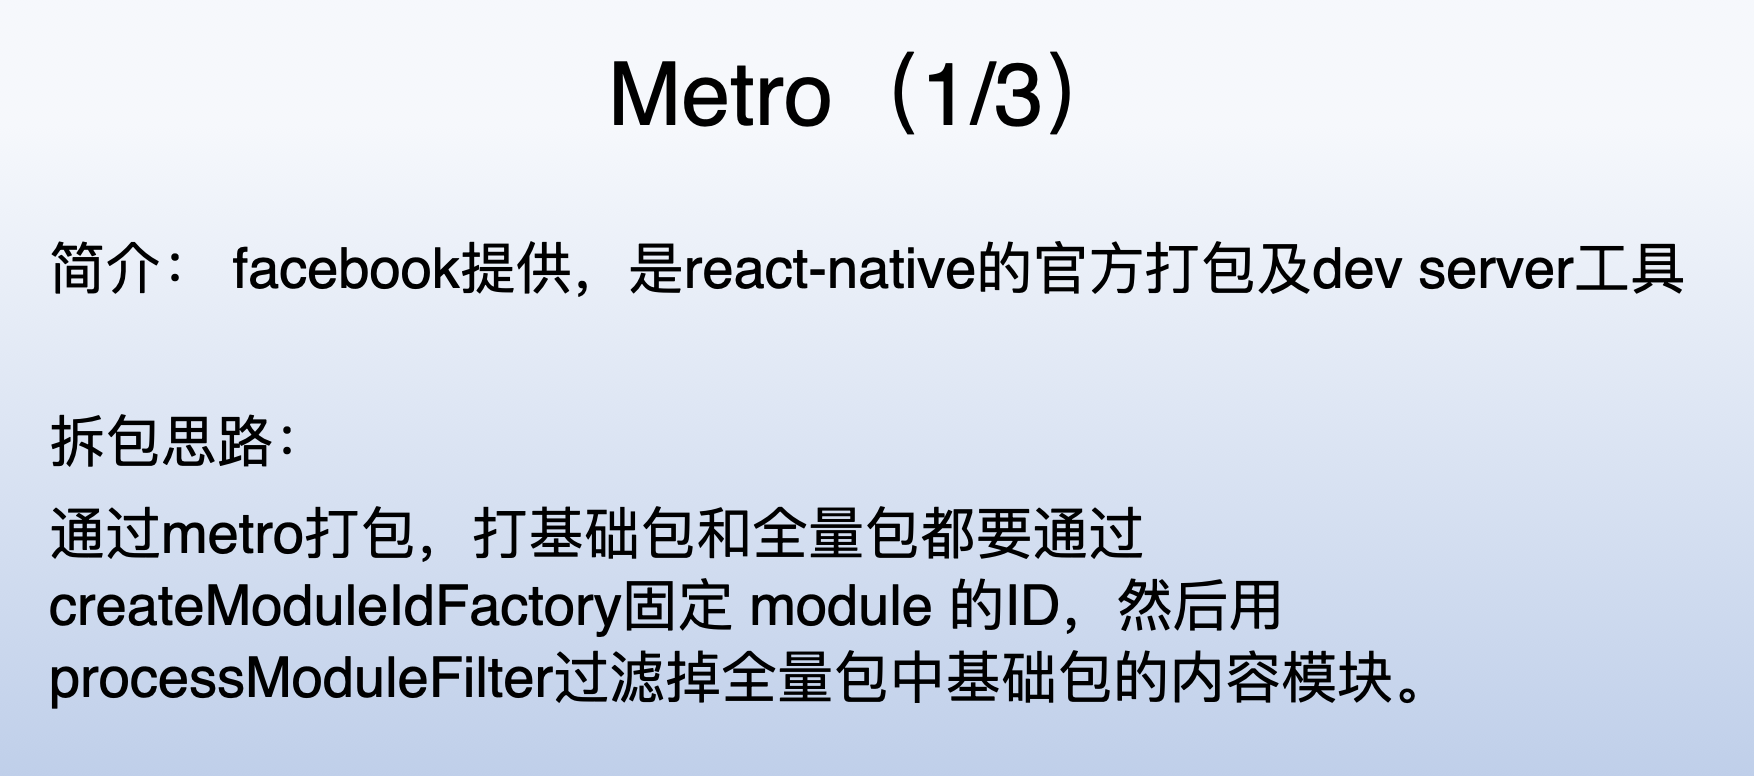 Metro（1/3）
简介： facebook提供，是react-native的官方打包及dev server工具
拆包思路：
通过metro打包，打基础包和全量包都要通过
createModuleIdFactory固定 module 的ID，然后用
processModuleFilter过滤掉全量包中基础包的内容模块。